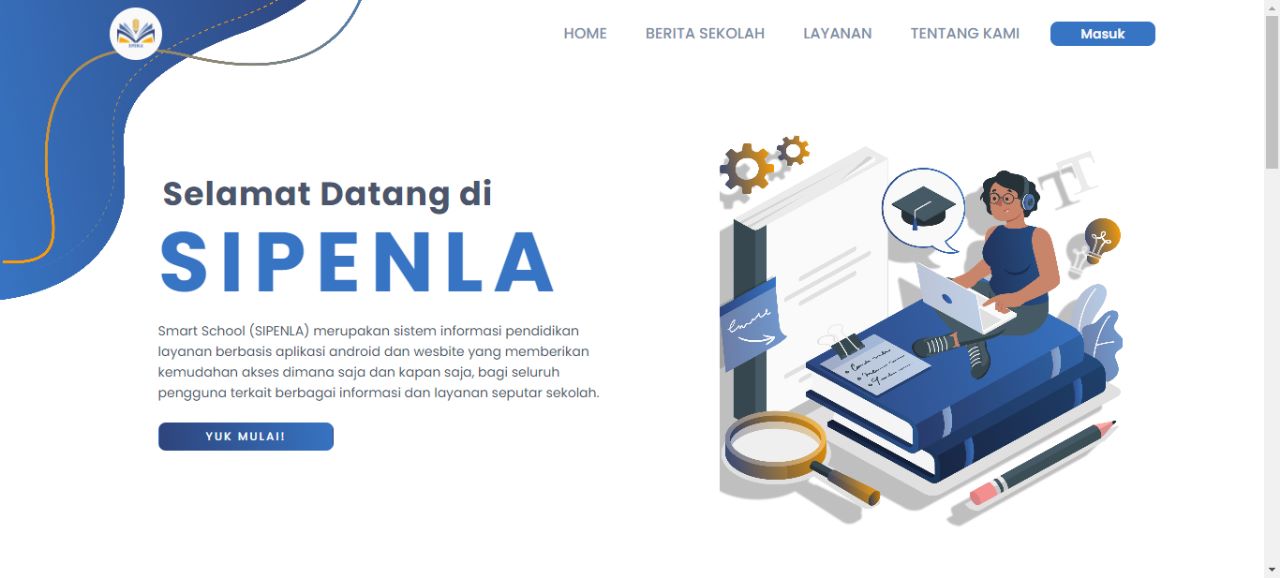 SIPENLA
HOME
BERITA SEKOLAH
LAYANAN
TENTANG KAMI
Masuk
Selamat Datang di
SIPENLA
Smart School (SIPENLA) merupakan sistem informasi pendidikan
layanan berbasis aplikasi android dan wesbite yang memberikan
kemudahan akses dimana saja dan kapan saja, bagi seluruh
pengguna terkait berbagai informasi dan layanan seputar sekolah.
YUK MULAI!
T T